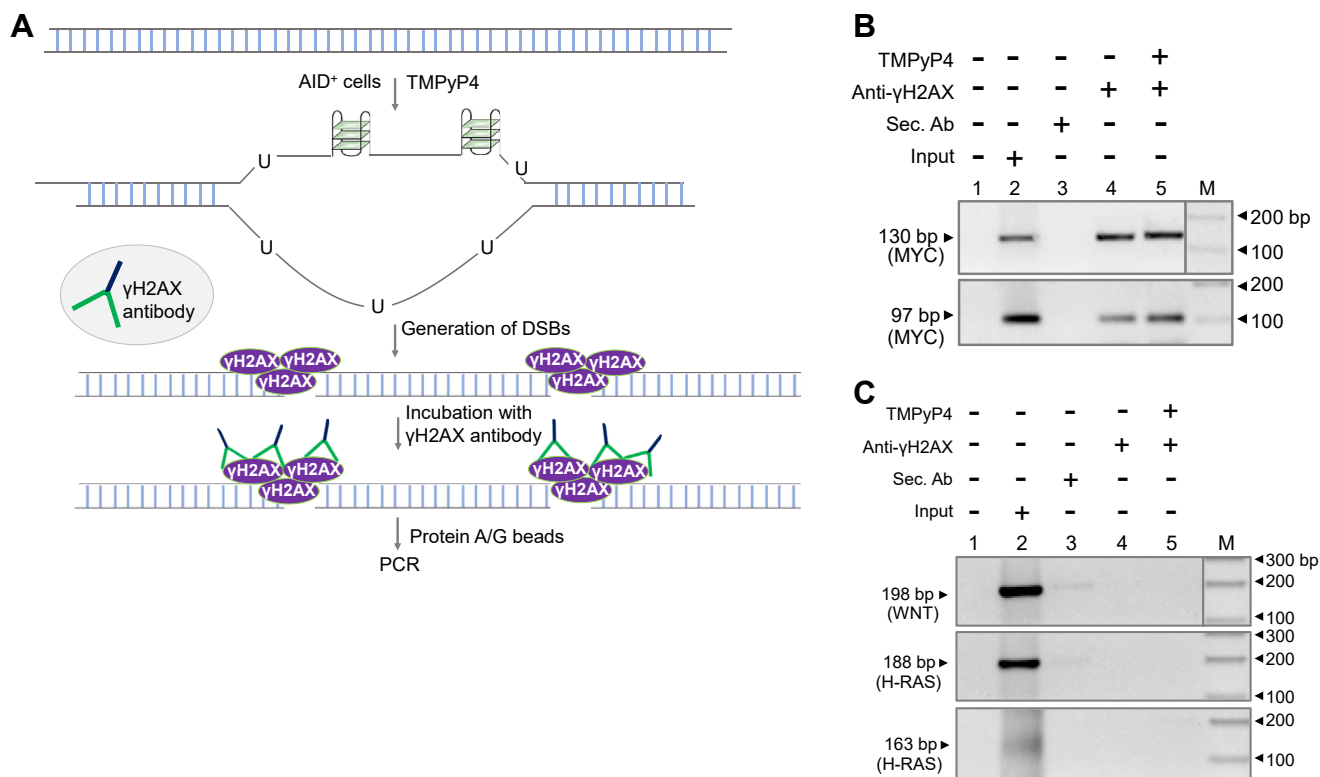 A
AID⁺ cells TMPyP4
U U
U U
U
γH2AX
antibody
Generation of DSBs
γH2AX γH2AX γH2AX γH2AX
γH2AX γH2AX
Incubation with
γH2AX antibody
γH2AX γH2AX γH2AX γH2AX
γH2AX γH2AX
Protein A/G beads
PCR
B
TMPyP4 - - - - +
Anti-γH2AX - - - + +
Sec. Ab - - + - -
Input - + - - -
1 2 3 4 5 M
200 bp
130 bp
(MYC)
100
200
97 bp
(MYC)
100
C
TMPyP4 - - - - +
Anti-γH2AX - - - + +
Sec. Ab - - + - -
Input - + - - -
1 2 3 4 5 M
300 bp
200
198 bp
(WNT)
100
300
188 bp
(H-RAS)
200
100
200
163 bp
(H-RAS)
100